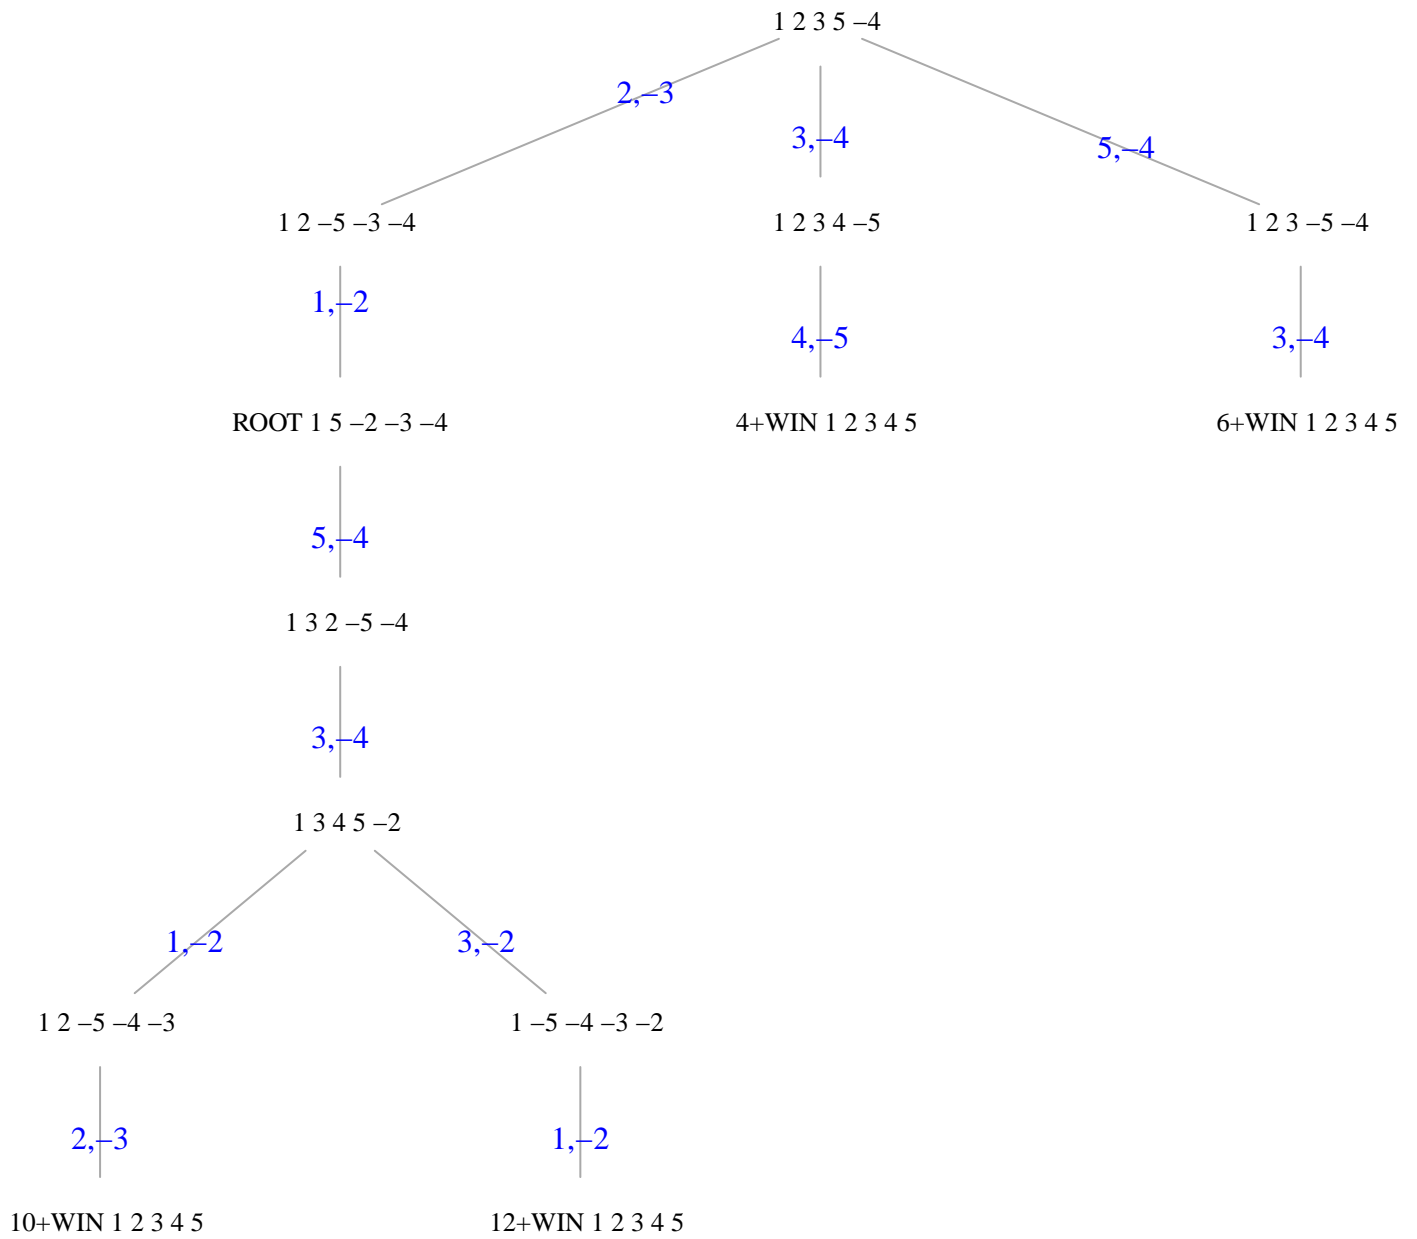 1 2 3 5 –4
2,–3
3,–4
5,–4
1 2 –5 –3 –4
1 2 3 4 –5
1 2 3 –5 –4
1,–2
4,–5
3,–4
ROOT 1 5 –2 –3 –4
4+WIN 1 2 3 4 5
6+WIN 1 2 3 4 5
5,–4
1 3 2 –5 –4
3,–4
1 3 4 5 –2
1,–2
3,–2
1 2 –5 –4 –3
1 –5 –4 –3 –2
2,–3
1,–2
10+WIN 1 2 3 4 5
12+WIN 1 2 3 4 5